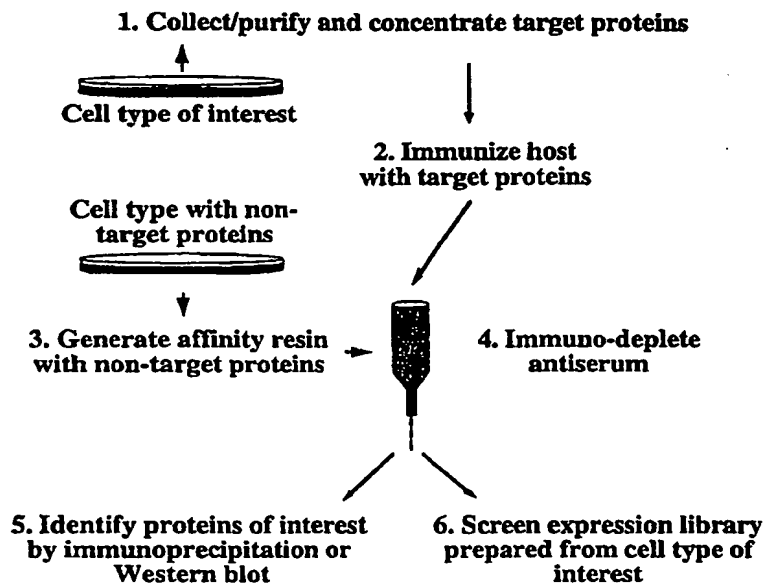 1. Collect/purify and concentrate target proteins
Cell type of interest
2. Immunize host
with target proteins
Cell type with non-
target proteins
3. Generate affinity resin
with non-target proteins
4. Immuno-deplete
antiserum
5. Identify proteins of interest
by immunoprecipitation or
Western blot
6. Screen expression library
prepared from cell type of
interest